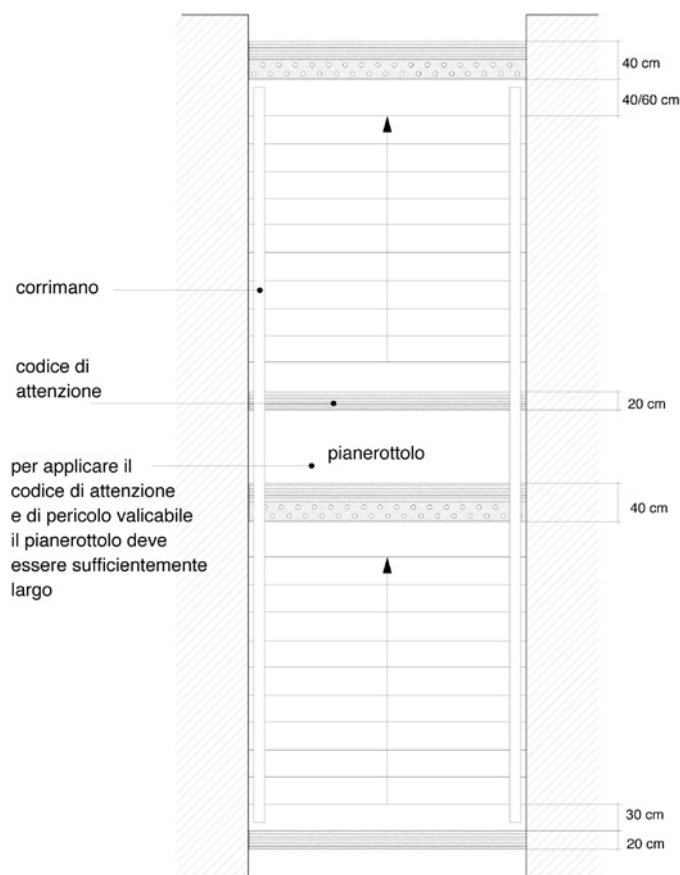 40 cm
40/60 cm
corrimano
codice di
attenzione
20 cm
pianerottolo
per applicare il
codice di attenzione
e di pericolo valicabile
il pianerottolo deve
essere sufficientemente
largo
40 cm
30 cm
20 cm